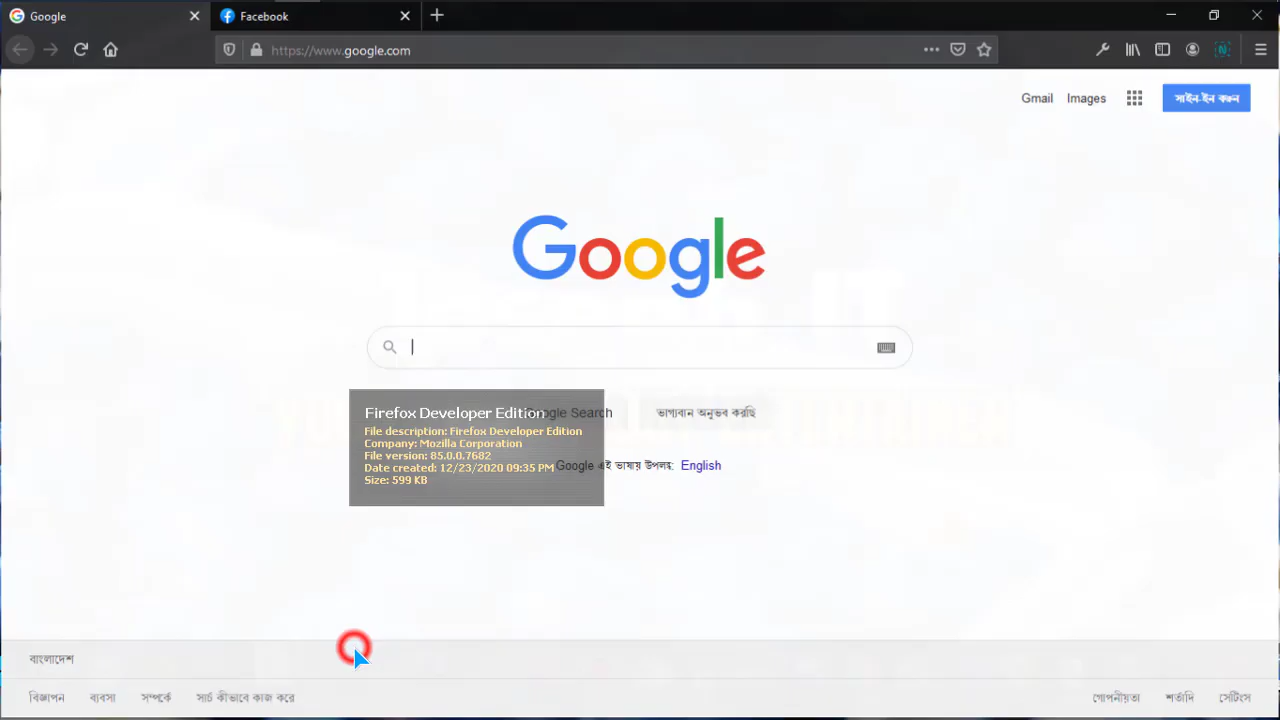 Google
Facebook
https://www.google.com
Gmail Images সাইন-ইন করুন
Google
Google Search ভাগ্যবান অনুভব করছি
Firefox Developer Edition
File description: Firefox Developer Edition
Company: Mozilla Corporation
File version: 85.0.0.7682
Date created: 12/23/2020 09:35 PM
Size: 599 KB
Google এই ভাষায় উপলব্ধ: English
বাংলাদেশ
বিজ্ঞাপন ব্যবসা সম্পর্কে সার্চ কীভাবে কাজ করে
গোপনীয়তা শর্তাদি সেটিংস